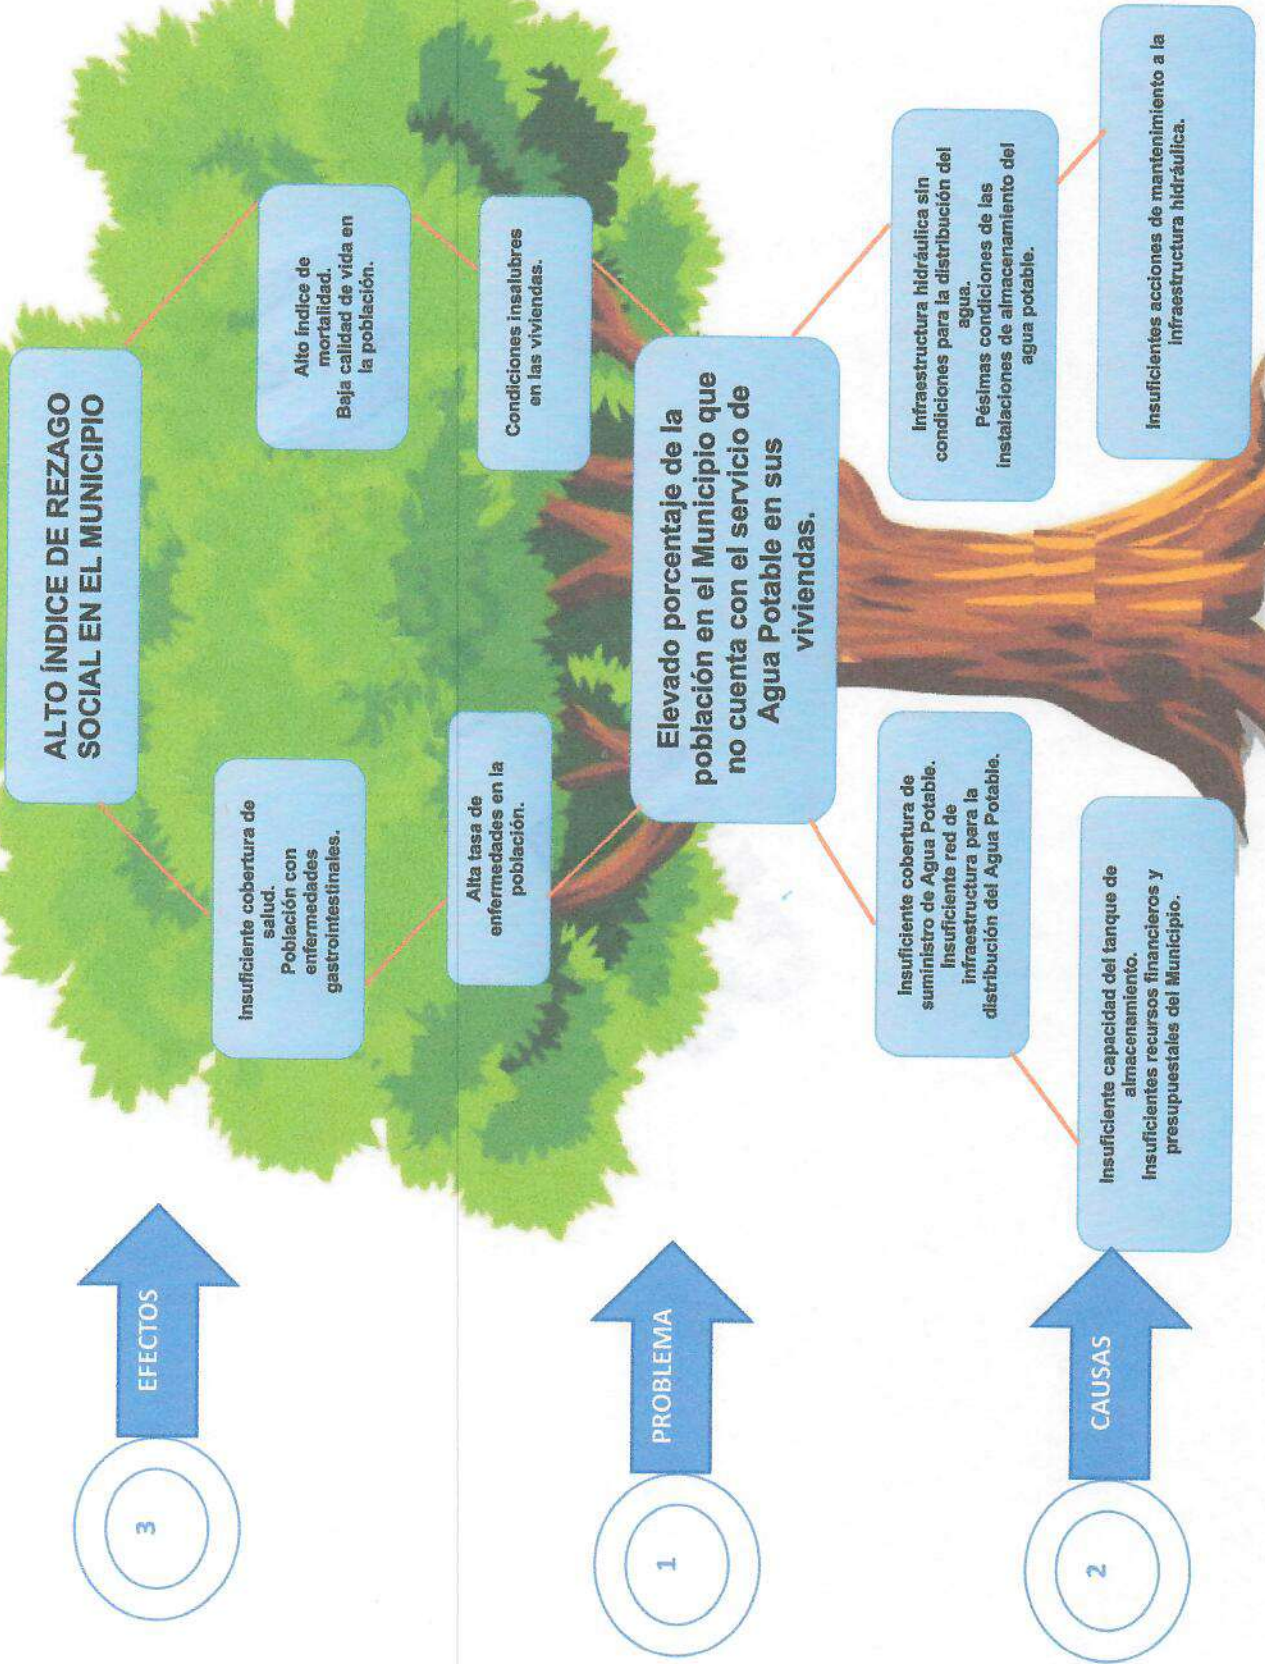 ALTO ÍNDICE DE REZAGO
SOCIAL EN EL MUNICIPIO
3
EFECTOS
Insuficiente cobertura de
salud.
Población con
enfermedades
gastrointestinales.
Alto índice de
mortalidad.
Baja calidad de vida en
la población.
Alta tasa de
enfermedades en la
población.
Condiciones insalubres
en las viviendas.
1
PROBLEMA
Elevado porcentaje de la
población en el Municipio que
no cuenta con el servicio de
Agua Potable en sus
viviendas.
2
CAUSAS
Insuficiente cobertura de
suministro de Agua Potable.
Insuficiente red de
infraestructura para la
distribución del Agua Potable.
Infraestructura hidráulica sin
condiciones para la distribución del
agua.
Pésimas condiciones de las
instalaciones de almacenamiento del
agua potable.
Insuficiente capacidad del tanque de
almacenamiento.
Insuficientes recursos financieros y
presupuestales del Municipio.
Insuficientes acciones de mantenimiento a la
infraestructura hidráulica.